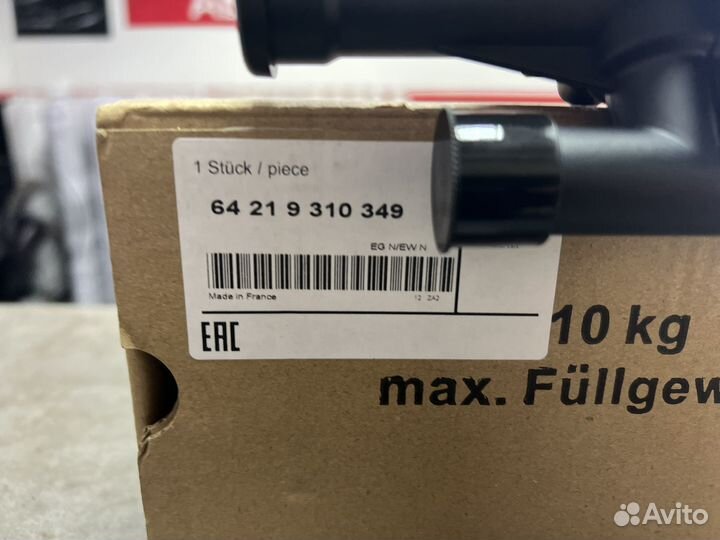 1 Stück / piece
64 21 9 310 349
EG N/EW N
Made in France
12 ZA2
EAC
10 kg
max. Füllgew
Avito